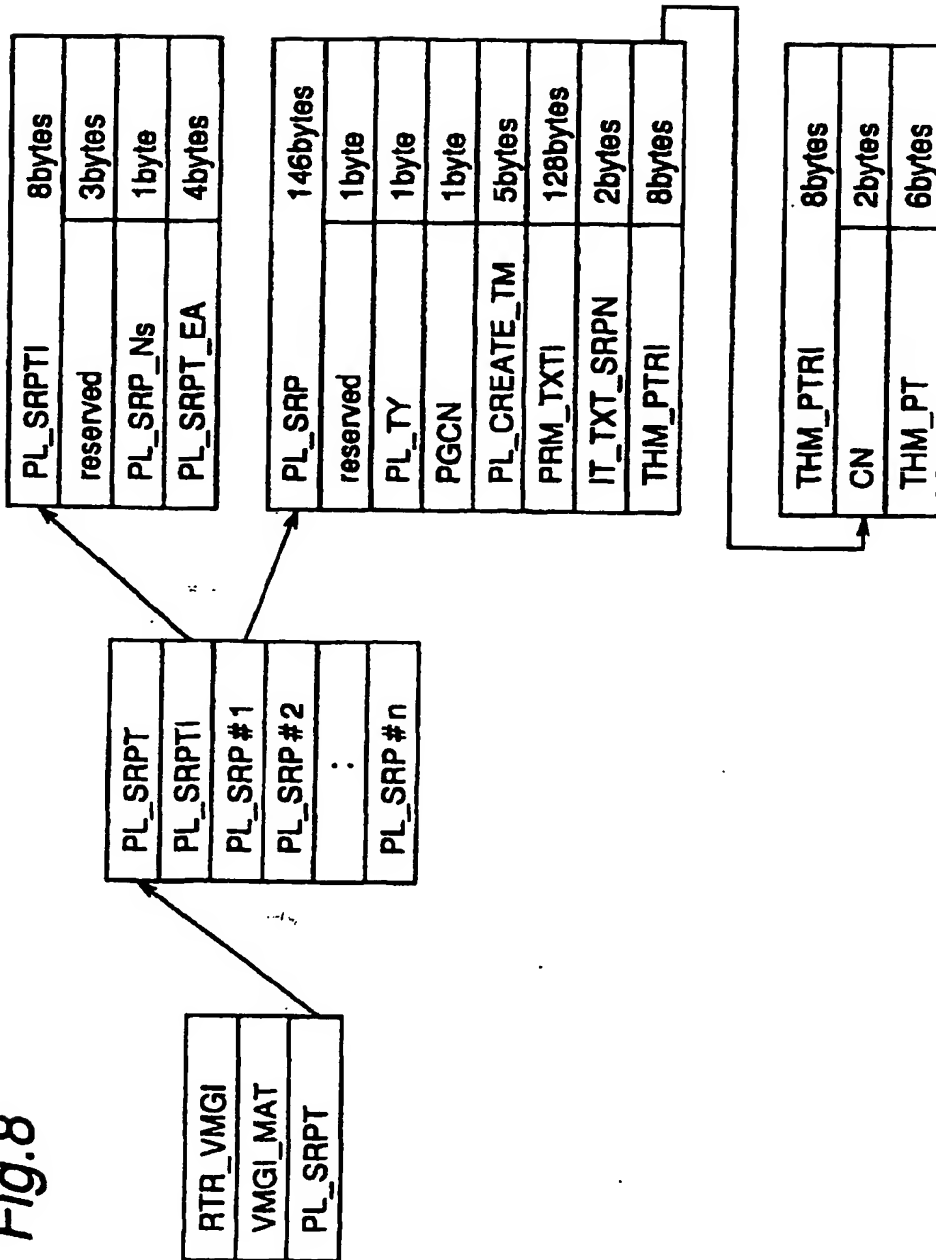 Fig.8
RTR_VMGI
VMGI_MAT
PL_SRPT
PL_SRPT
PL_SRPTI
PL_SRP#1
PL_SRP#2
:
PL_SRP#n
PL_SRPTI 8bytes
reserved 3bytes
PL_SRP_Ns 1byte
PL_SRPT_EA 4bytes
PL_SRP 146bytes
reserved 1byte
PL_TY 1byte
PGCN 1byte
PL_CREATE_TM 5bytes
PRM_TXTI 128bytes
IT_TXT_SRPN 2bytes
THM_PTRI 8bytes
THM_PTRI 8bytes
CN 2bytes
THM_PT 6bytes